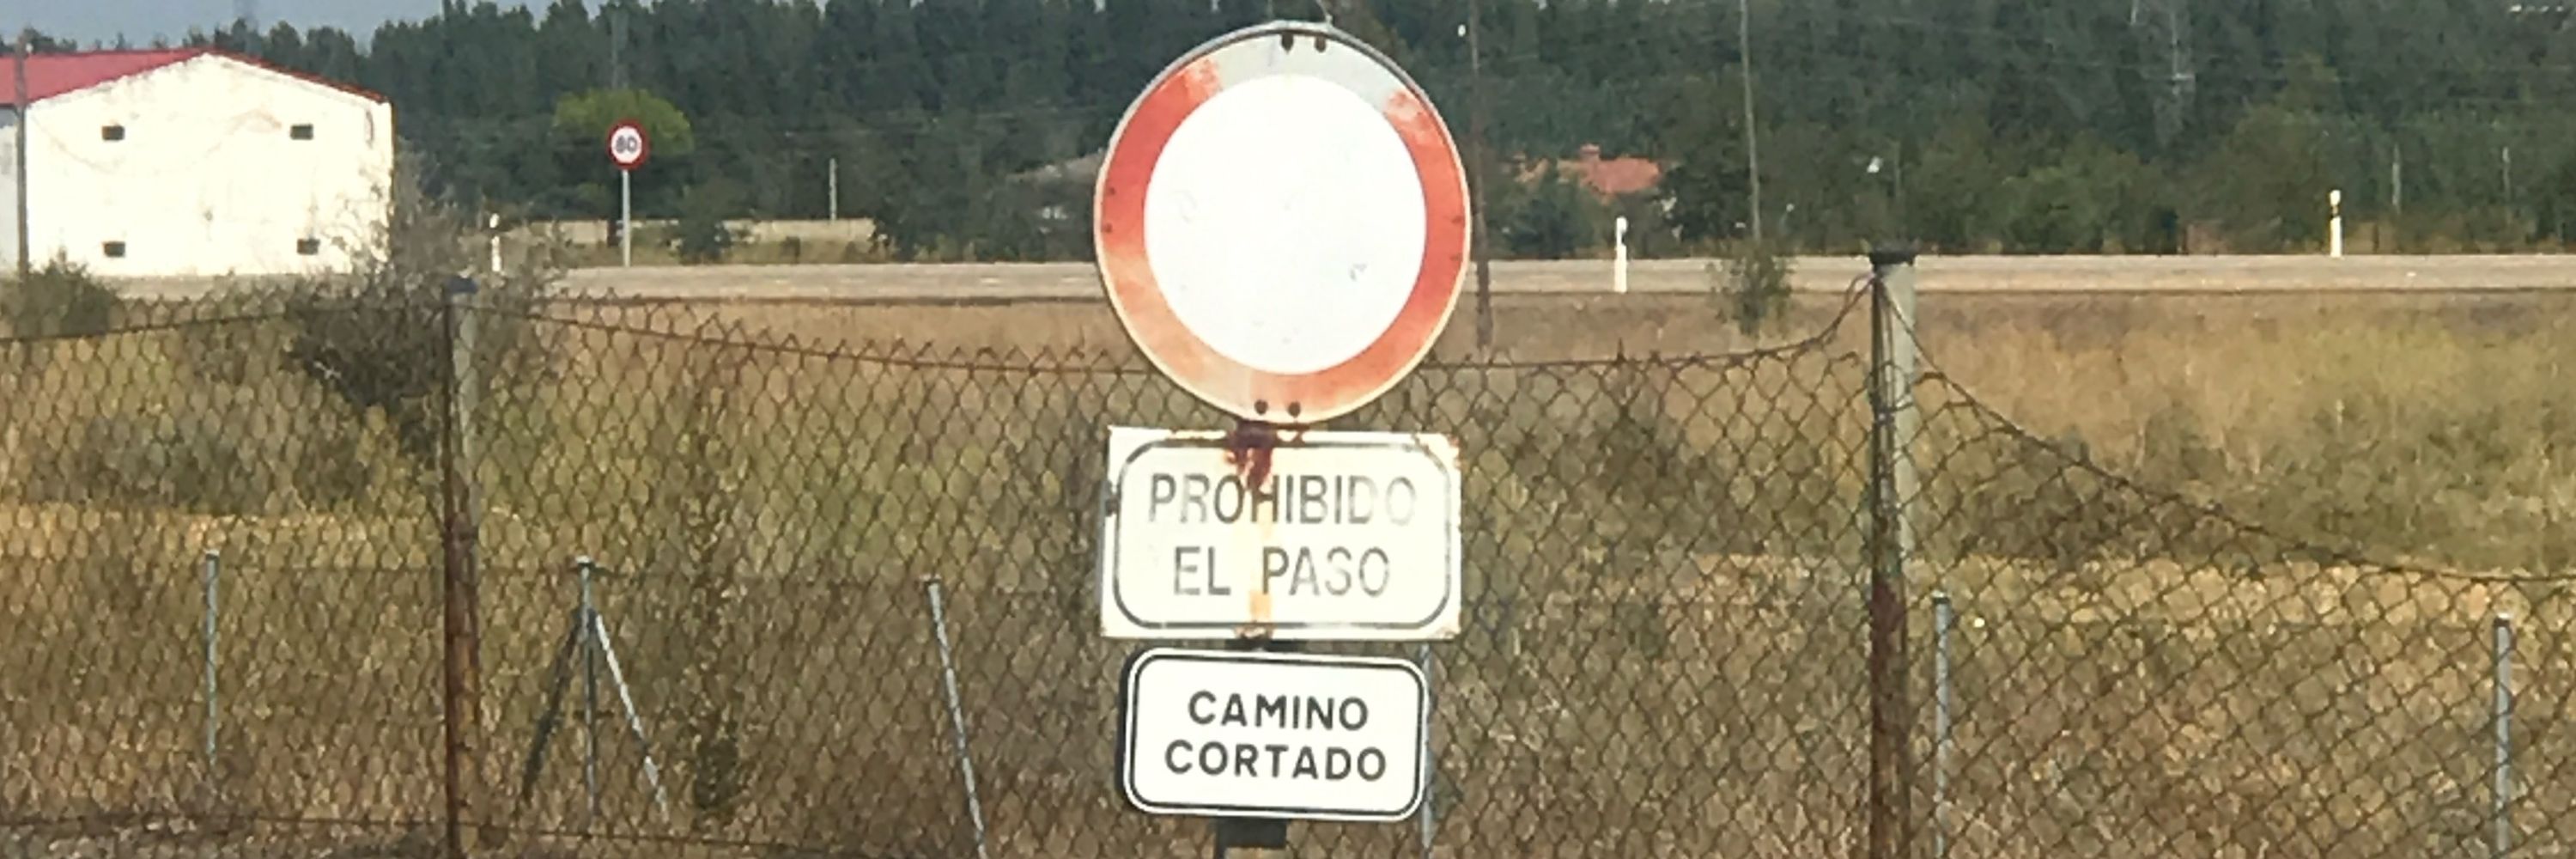 80
PROHIBIDO
EL PASO
CAMINO
CORTADO